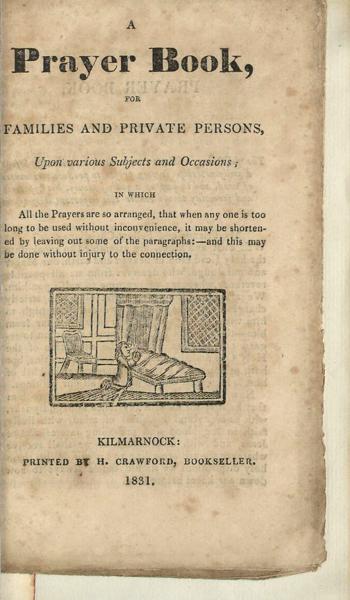 A
Prayer Book,
FOR
FAMILIES AND PRIVATE PERSONS,
Upon various Subjects and Occasions;
IN WHICH
All the Prayers are so arranged, that when any one is too
long to be used without inconvenience, it may be shorten-
ed by leaving out some of the paragraphs:—and this may
be done without injury to the connection.
KILMARNOCK:
PRINTED BY H. CRAWFORD, BOOKSELLER.
1831.